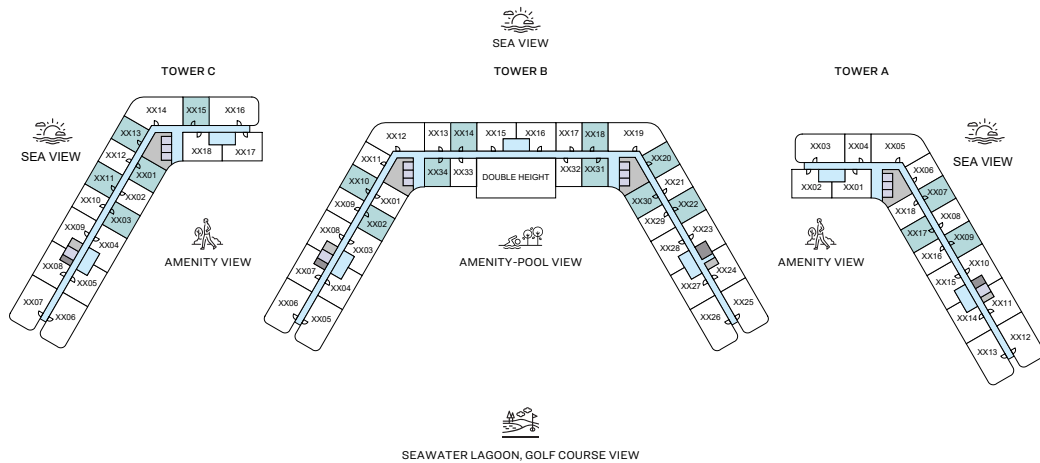 SEA VIEW
TOWER C
TOWER B
TOWER A
XX14
XX15
XX16
XX13
XX12
XX18
XX17
XX11
XX01
XX10
XX02
XX09
XX03
XX08
XX04
XX07
XX05
XX06
SEA VIEW
AMENITY VIEW
XX12
XX13
XX14
XX15
XX16
XX17
XX18
XX19
XX11
XX34
XX33
DOUBLE HEIGHT
XX32
XX31
XX20
XX10
XX01
XX30
XX21
XX09
XX02
XX29
XX22
XX08
XX03
XX28
XX23
XX07
XX04
XX27
XX24
XX06
XX05
XX26
XX25
AMENITY-POOL VIEW
XX03
XX04
XX05
XX02
XX01
XX06
XX18
XX07
XX17
XX08
XX16
XX09
XX15
XX10
XX14
XX11
XX13
XX12
SEA VIEW
AMENITY VIEW
SEAWATER LAGOON, GOLF COURSE VIEW